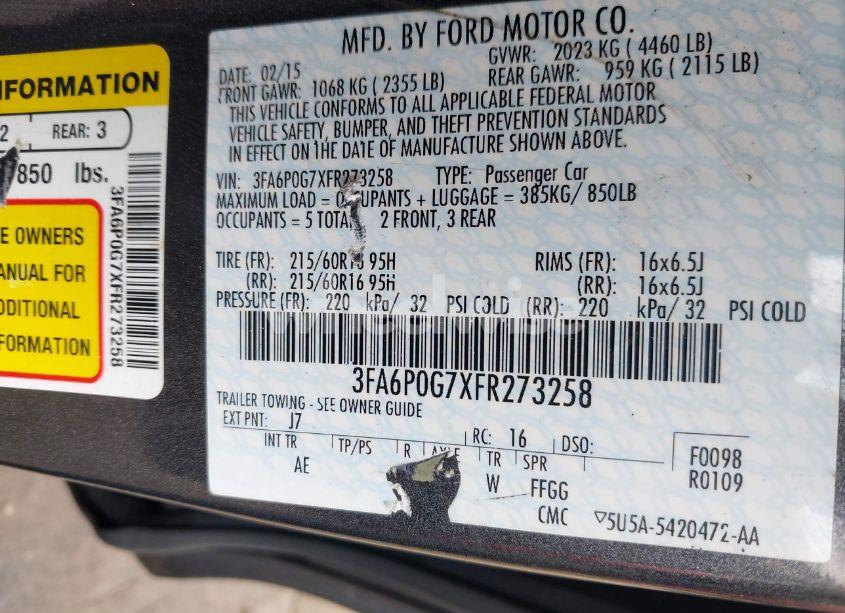 INFORMATION
2 REAR: 3
850 lbs.
E OWNERS
ANUAL FOR
DDITIONAL
FORMATION
3FA6P0G7XFR273258
MFD. BY FORD MOTOR CO.
DATE: 02/15 GVWR: 2023 KG ( 4460 LB)
FRONT GAWR: 1068 KG ( 2355 LB) REAR GAWR: 959 KG ( 2115 LB)
THIS VEHICLE CONFORMS TO ALL APPLICABLE FEDERAL MOTOR
VEHICLE SAFETY, BUMPER, AND THEFT PREVENTION STANDARDS
IN EFFECT ON THE DATE OF MANUFACTURE SHOWN ABOVE.
VIN: 3FA6P0G7XFR273258 TYPE: Passenger Car
MAXIMUM LOAD = OCCUPANTS + LUGGAGE = 385KG/ 850LB
OCCUPANTS = 5 TOTAL 2 FRONT, 3 REAR
TIRE (FR): 215/60R16 95H RIMS (FR): 16x6.5J
(RR): 215/60R16 95H (RR): 16x6.5J
PRESSURE (FR): 220 kPa/ 32 PSI COLD (RR): 220 kPa/ 32 PSI COLD
wheelwise
3FA6P0G7XFR273258
TRAILER TOWING - SEE OWNER GUIDE
EXT PNT: J7 RC: 16 DSO:
INT TR TP/PS R AXLE TR SPR F0098
AE W FFGG R0109
CMC ▽5U5A-5420472-AA